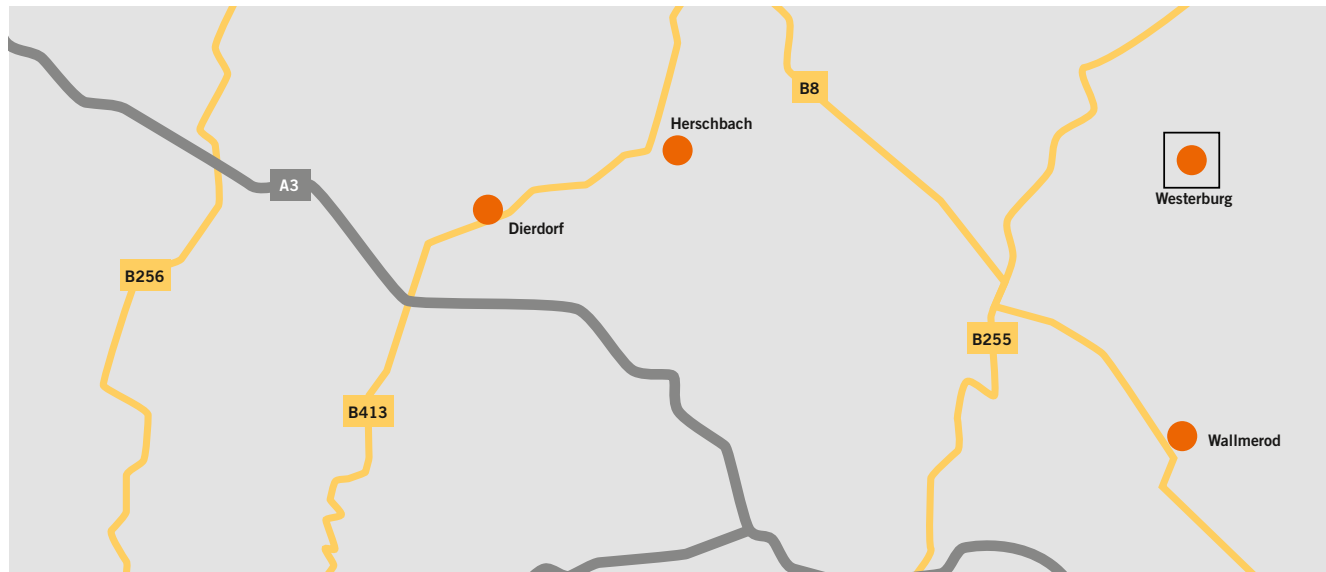 B8
Herschbach
A3
Westerburg
Dierdorf
B256
B255
B413
Wallmerod